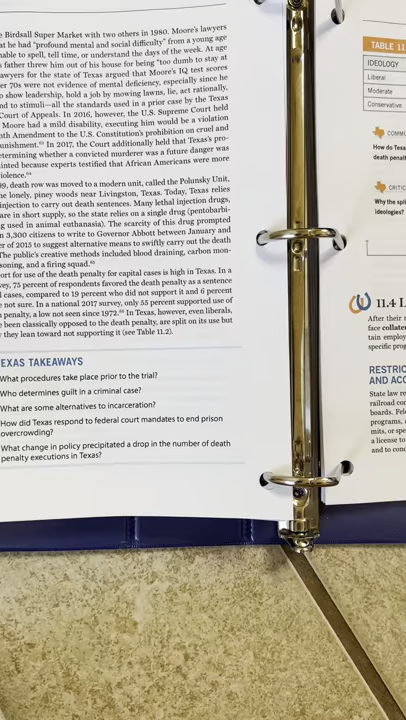 Birdsall Super Market with two others in 1980. Moore's lawyers
at he had "profound mental and social difficulty" from a young age
able to spell, tell time, or understand the days of the week. At age
father threw him out of his house for being "too dumb to stay at
awyers for the state of Texas argued that Moore's IQ test scores
er 70s were not evidence of mental deficiency, especially since he
show leadership, hold a job by mowing lawns, lie, act rationally,
nd to stimuli—all the standards used in a prior case by the Texas
Court of Appeals. In 2016, however, the U.S. Supreme Court held
Moore had a mild disability, executing him would be a violation
th Amendment to the U.S. Constitution's prohibition on cruel and
unishment. In 2017, the Court additionally held that Texas's pro-
etermining whether a convicted murderer was a future danger was
inted because experts testified that African Americans were more
iolence.
99, death row was moved to a modern unit, called the Polunsky Unit,
e lonely, piney woods near Livingston, Texas. Today, Texas relies
injection to carry out death sentences. Many lethal injection drugs,
are in short supply, so the state relies on a single drug (pentobarbi-
g used in animal euthanasia). The scarcity of this drug prompted
n 3,300 citizens to write to Governor Abbott between January and
er of 2015 to suggest alternative means to swiftly carry out the death
The public's creative methods included blood draining, carbon mon-
soning, and a firing squad.
ort for use of the death penalty for capital cases is high in Texas. In a
vey, 75 percent of respondents favored the death penalty as a sentence
cases, compared to 19 percent who did not support it and 6 percent
e not sure. In a national 2017 survey, only 55 percent supported use of
penalty, a low not seen since 1972. In Texas, however, even liberals,
been classically opposed to the death penalty, are split on its use but
they lean toward not supporting it (see Table 11.2).
EXAS TAKEAWAYS
What procedures take place prior to the trial?
Who determines guilt in a criminal case?
What are some alternatives to incarceration?
How did Texas respond to federal court mandates to end prison
overcrowding?
What change in policy precipitated a drop in the number of death
penalty executions in Texas?
TABLE 11
IDEOLOGY
Liberal
Moderate
Conservative
COMMU
How do Texa
death penalt
CRITIC
Why the spli
ideologies?
11.4 L
After their r
face collater
tain employ
specific prog
RESTRIC
AND ACC
State law re
railroad con
boards. Felo
programs, a
mits, or spe
a license to
and to cond